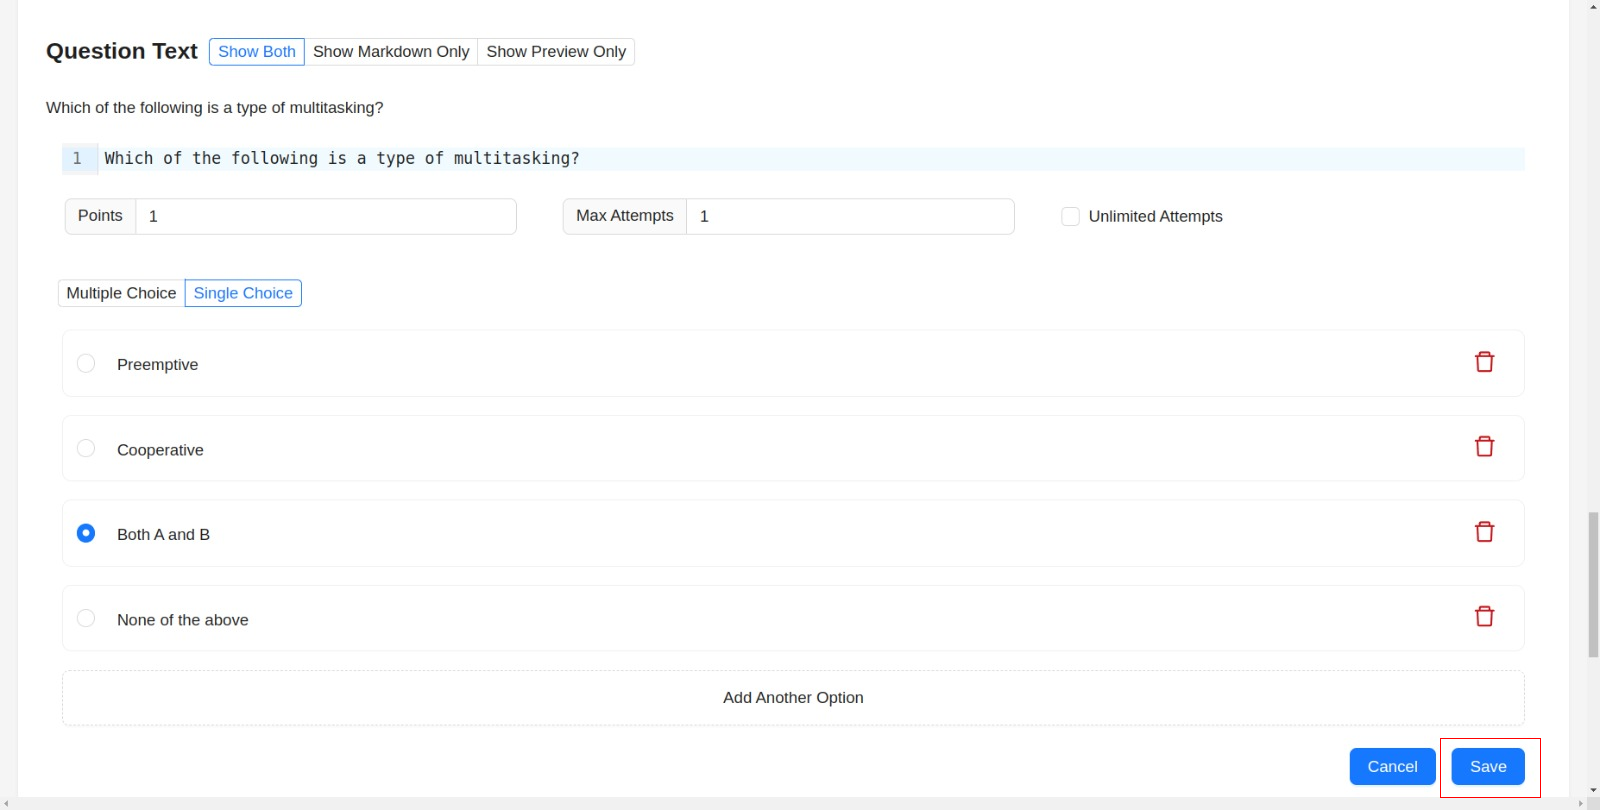 Question Text Show Both Show Markdown Only Show Preview Only
Which of the following is a type of multitasking?
1 Which of the following is a type of multitasking?
Points 1 Max Attempts 1 Unlimited Attempts
Multiple Choice Single Choice
Preemptive
Cooperative
Both A and B
None of the above
Add Another Option
Cancel Save